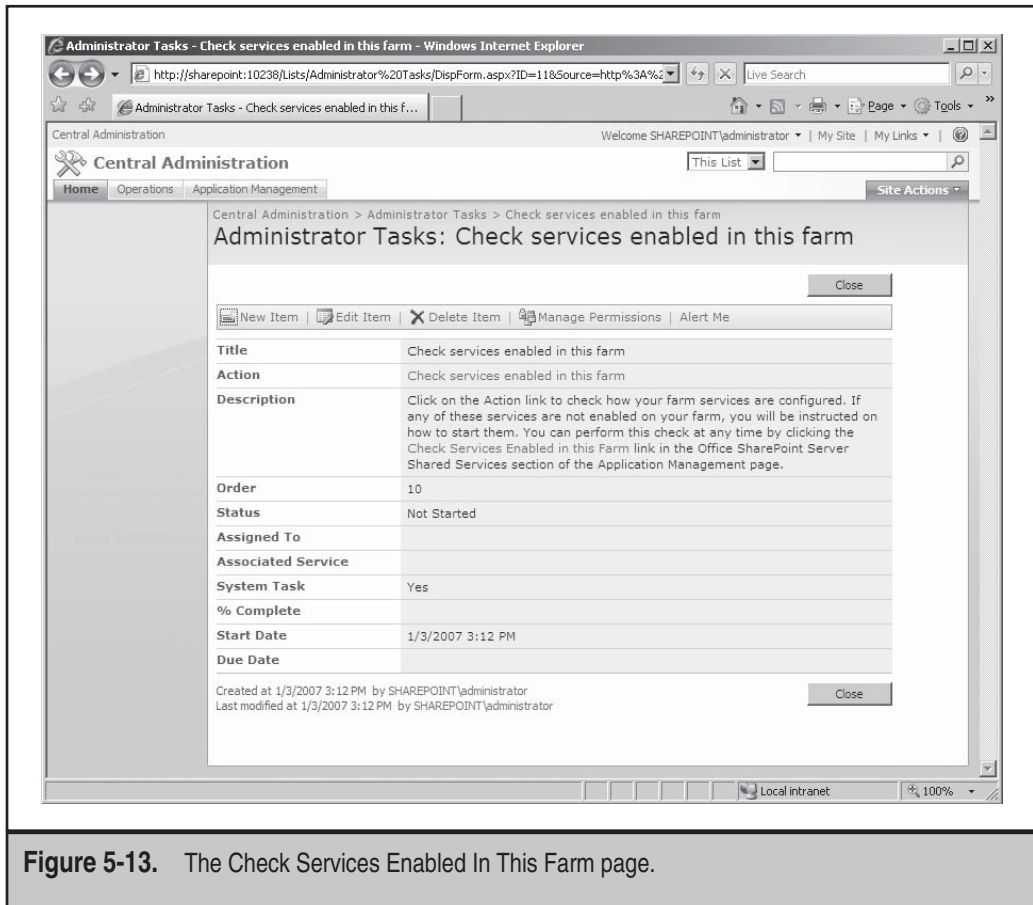 Administrator Tasks - Check services enabled in this farm - Windows Internet Explorer
http://sharepoint:10238/Lists/Administrator%20Tasks/DispForm.aspx?ID=11&Source=http%3A%2
Live Search
Administrator Tasks - Check services enabled in this f...
Page
Tools
»
Central Administration
Welcome SHAREPOINT\administrator | My Site | My Links |
Central Administration
This List
Home Operations Application Management
Site Actions
Central Administration > Administrator Tasks > Check services enabled in this farm
Administrator Tasks: Check services enabled in this farm
Close
New Item | Edit Item | Delete Item | Manage Permissions | Alert Me
Title Check services enabled in this farm
Action Check services enabled in this farm
Description Click on the Action link to check how your farm services are configured. If
any of these services are not enabled on your farm, you will be instructed on
how to start them. You can perform this check at any time by clicking the
Check Services Enabled in this Farm link in the Office SharePoint Server
Shared Services section of the Application Management page.
Order 10
Status Not Started
Assigned To
Associated Service
System Task Yes
% Complete
Start Date 1/3/2007 3:12 PM
Due Date
Created at 1/3/2007 3:12 PM by SHAREPOINT\administrator
Last modified at 1/3/2007 3:12 PM by SHAREPOINT\administrator
Close
Local intranet
100%
Figure 5-13. The Check Services Enabled In This Farm page.